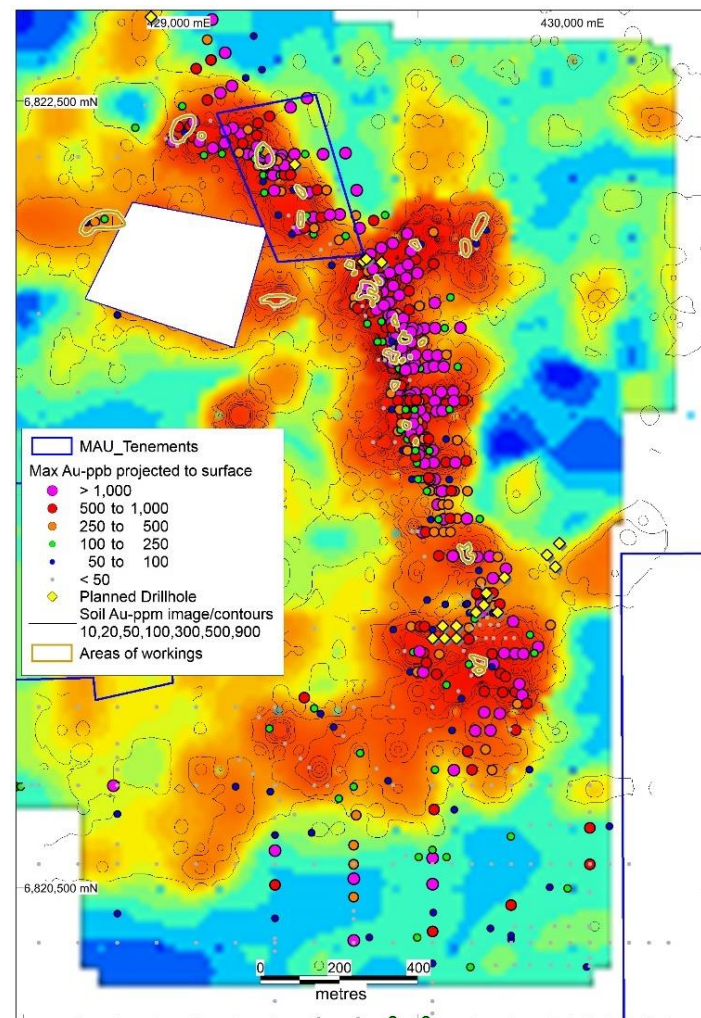 429,000 mE
430,000 mE
6,822,500 mN
MAU_Tenements
Max Au-ppb projected to surface
> 1,000
500 to 1,000
250 to 500
100 to 250
50 to 100
< 50
Planned Drillhole
Soil Au-ppm image/contours
10,20,50,100,300,500,900
Areas of workings
6,820,500 mN
0 200 400
metres